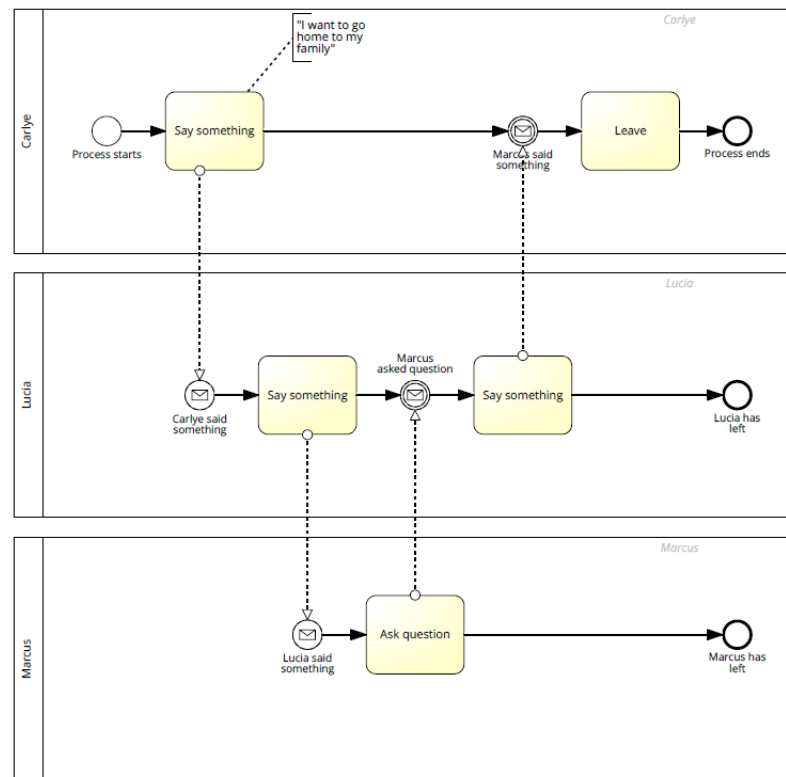 Carlye
"I want to go
home to my
family"
Carlye
Say something
Leave
Process starts
Marcus said
something
Process ends
Lucia
Lucia
Marcus
asked question
Say something
Say something
Carlye said
something
Lucia has
left
Marcus
Marcus
Ask question
Lucia said
something
Marcus has
left